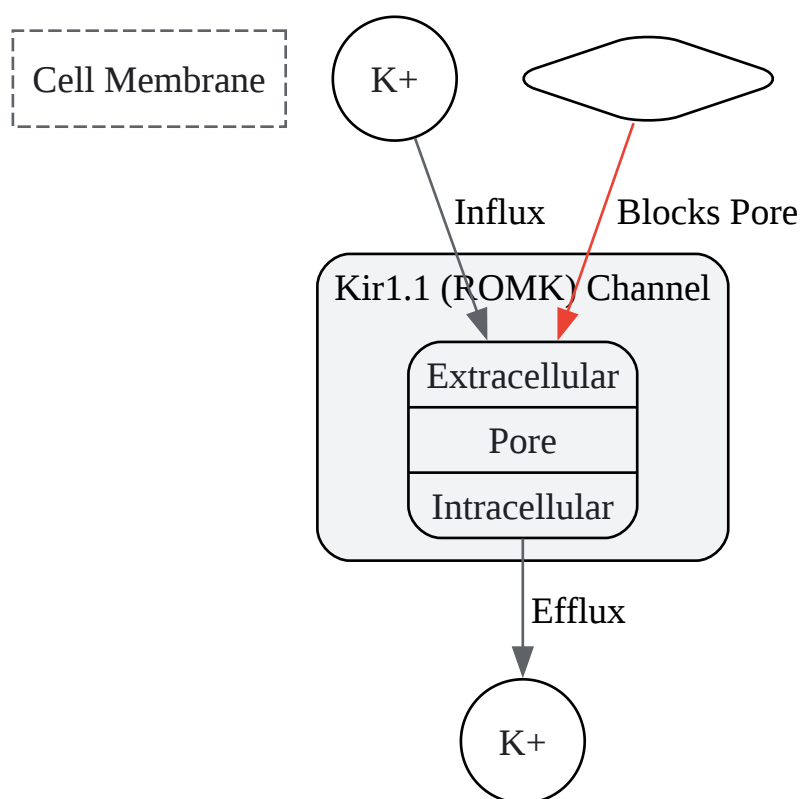 Cell Membrane
K+
Influx
Blocks Pore
Kir1.1 (ROMK) Channel
Extracellular
Pore
Intracellular
Efflux
K+